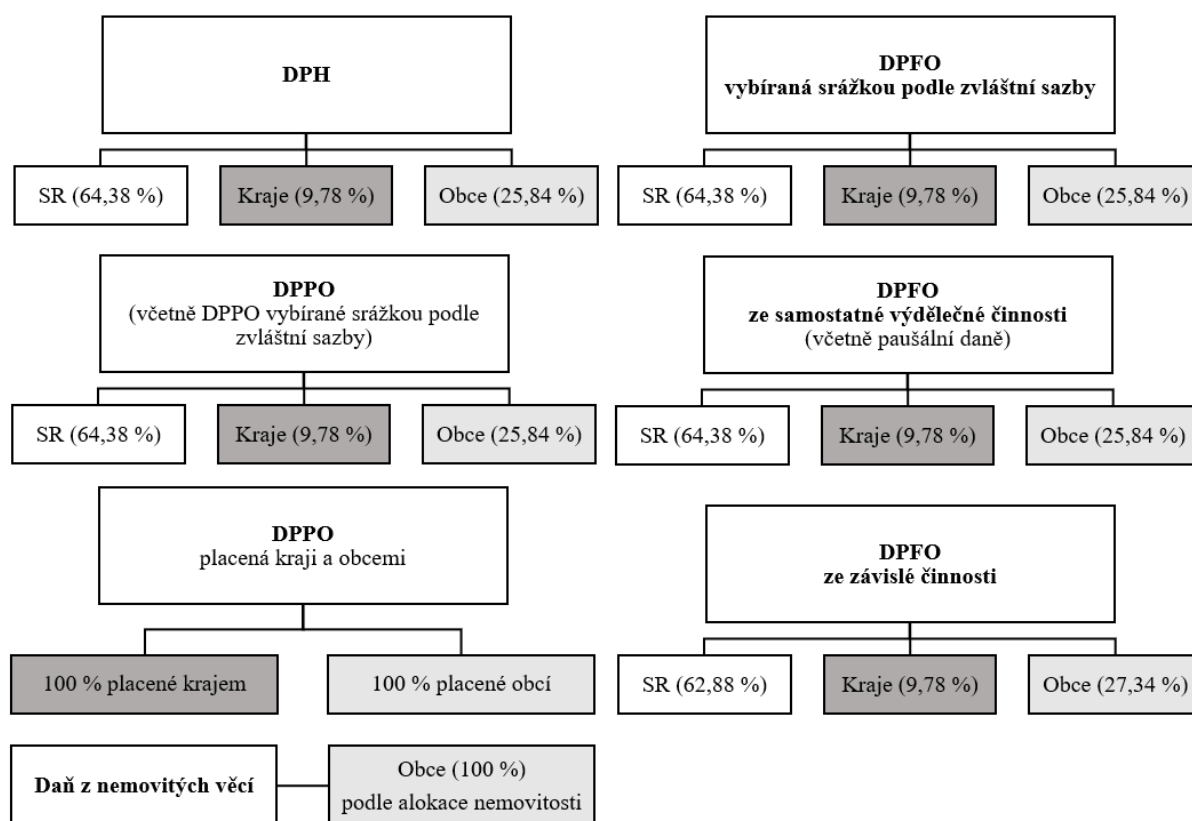 DPH
SR (64,38 %)
Kraje (9,78 %)
Obce (25,84 %)
DPFO
vybíraná srážkou podle zvláštní sazby
SR (64,38 %)
Kraje (9,78 %)
Obce (25,84 %)
DPPO
(včetně DPPO vybírané srážkou podle
zvláštní sazby)
SR (64,38 %)
Kraje (9,78 %)
Obce (25,84 %)
DPFO
ze samostatné výdělečné činnosti
(včetně paušální daně)
SR (64,38 %)
Kraje (9,78 %)
Obce (25,84 %)
DPPO
placená kraji a obcemi
100 % placené krajem
100 % placené obcí
DPFO
ze závislé činnosti
SR (62,88 %)
Kraje (9,78 %)
Obce (27,34 %)
Daň z nemovitých věcí
Obce (100 %)
podle alokace nemovitosti